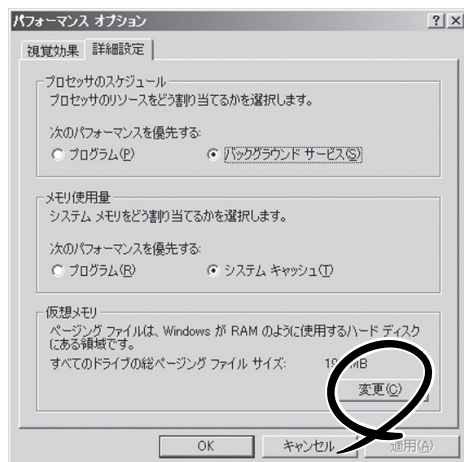 パフォーマンス オプション
視覚効果 詳細設定
プロセッサのスケジュール
プロセッサのリソースをどう割り当てるかを選択します。
次のパフォーマンスを優先する:
プログラム(P) バックグラウンド サービス(S)
メモリ使用量
システム メモリをどう割り当てるかを選択します。
次のパフォーマンスを優先する:
プログラム(R) システム キャッシュ(T)
仮想メモリ
ページング ファイルは、Windows が RAM のように使用するハード ディスク
にある領域です。
すべてのドライブの総ページング ファイル サイズ: MB
変更(C)
OK キャンセル 適用(A)